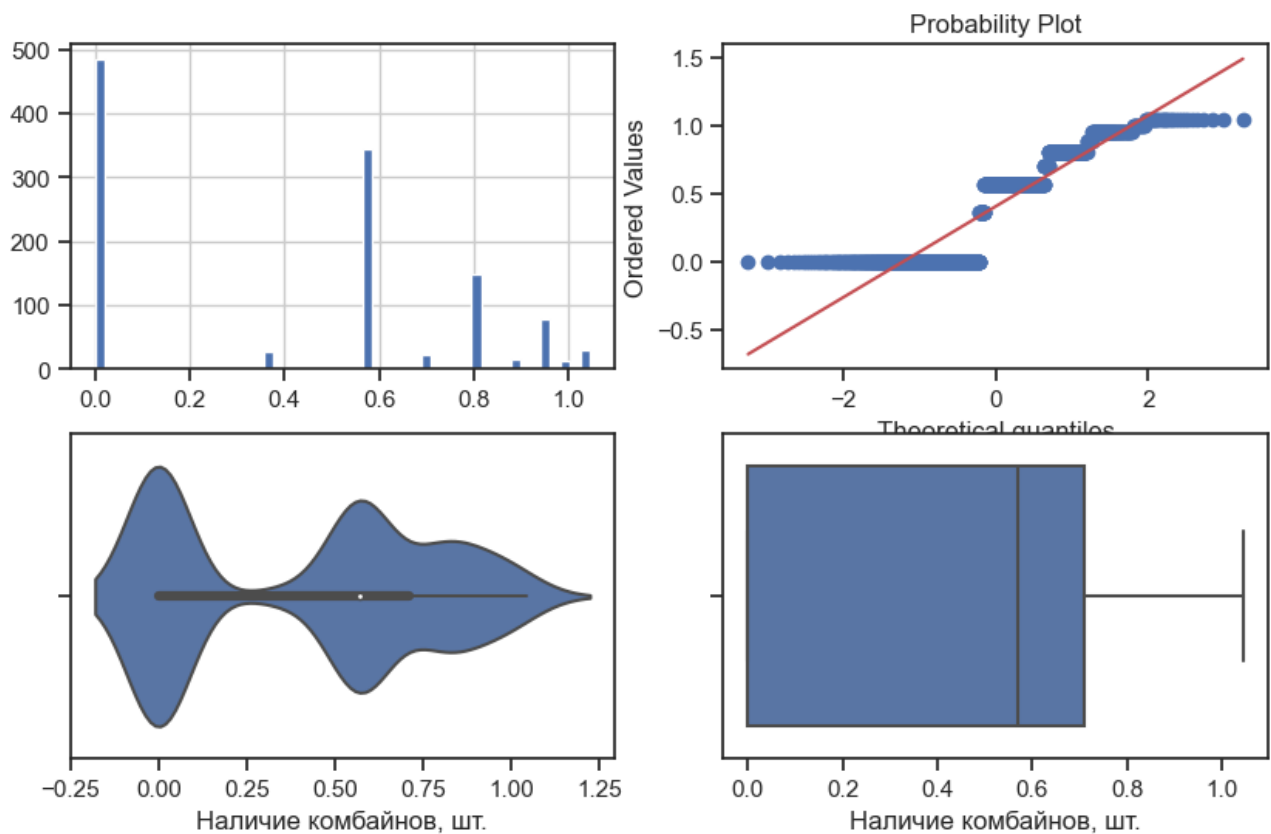 Probability Plot
500
400
300
200
100
0
0.0 0.2 0.4 0.6 0.8 1.0
Ordered Values
1.5
1.0
0.5
0.0
−0.5
−2 0 2
Theoretical quantiles
−0.25 0.00 0.25 0.50 0.75 1.00 1.25
Наличие комбайнов, шт.
0.0 0.2 0.4 0.6 0.8 1.0
Наличие комбайнов, шт.